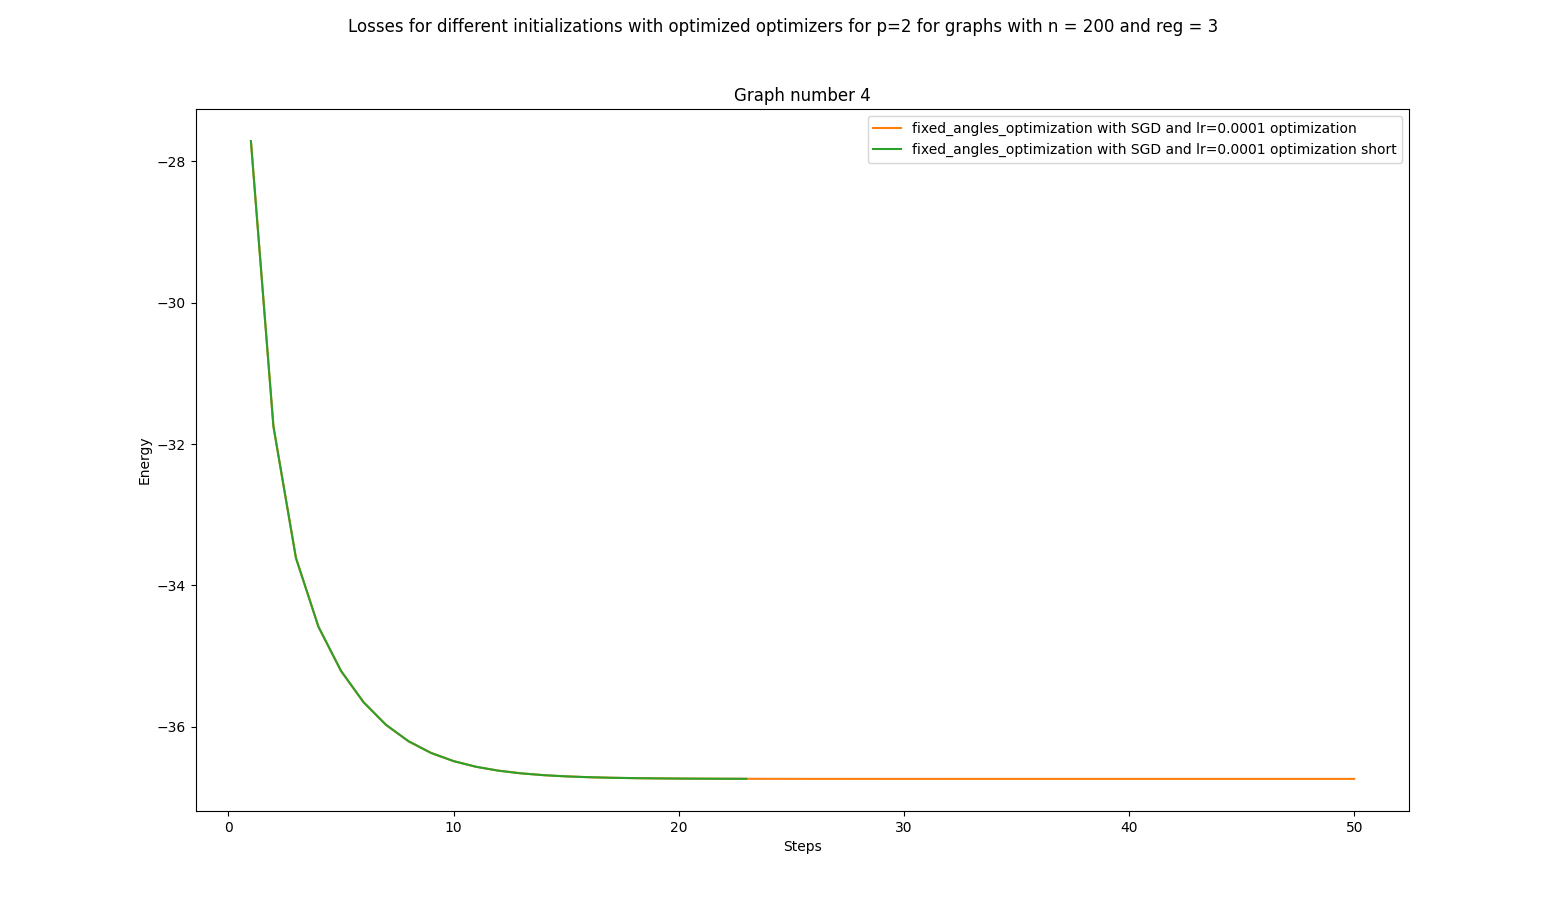 Losses for different initializations with optimized optimizers for p=2 for graphs with n = 200 and reg = 3
Graph number 4
fixed_angles_optimization with SGD and lr=0.0001 optimization
fixed_angles_optimization with SGD and lr=0.0001 optimization short
−28
−30
−32
−34
−36
Energy
0
10
20
30
40
50
Steps